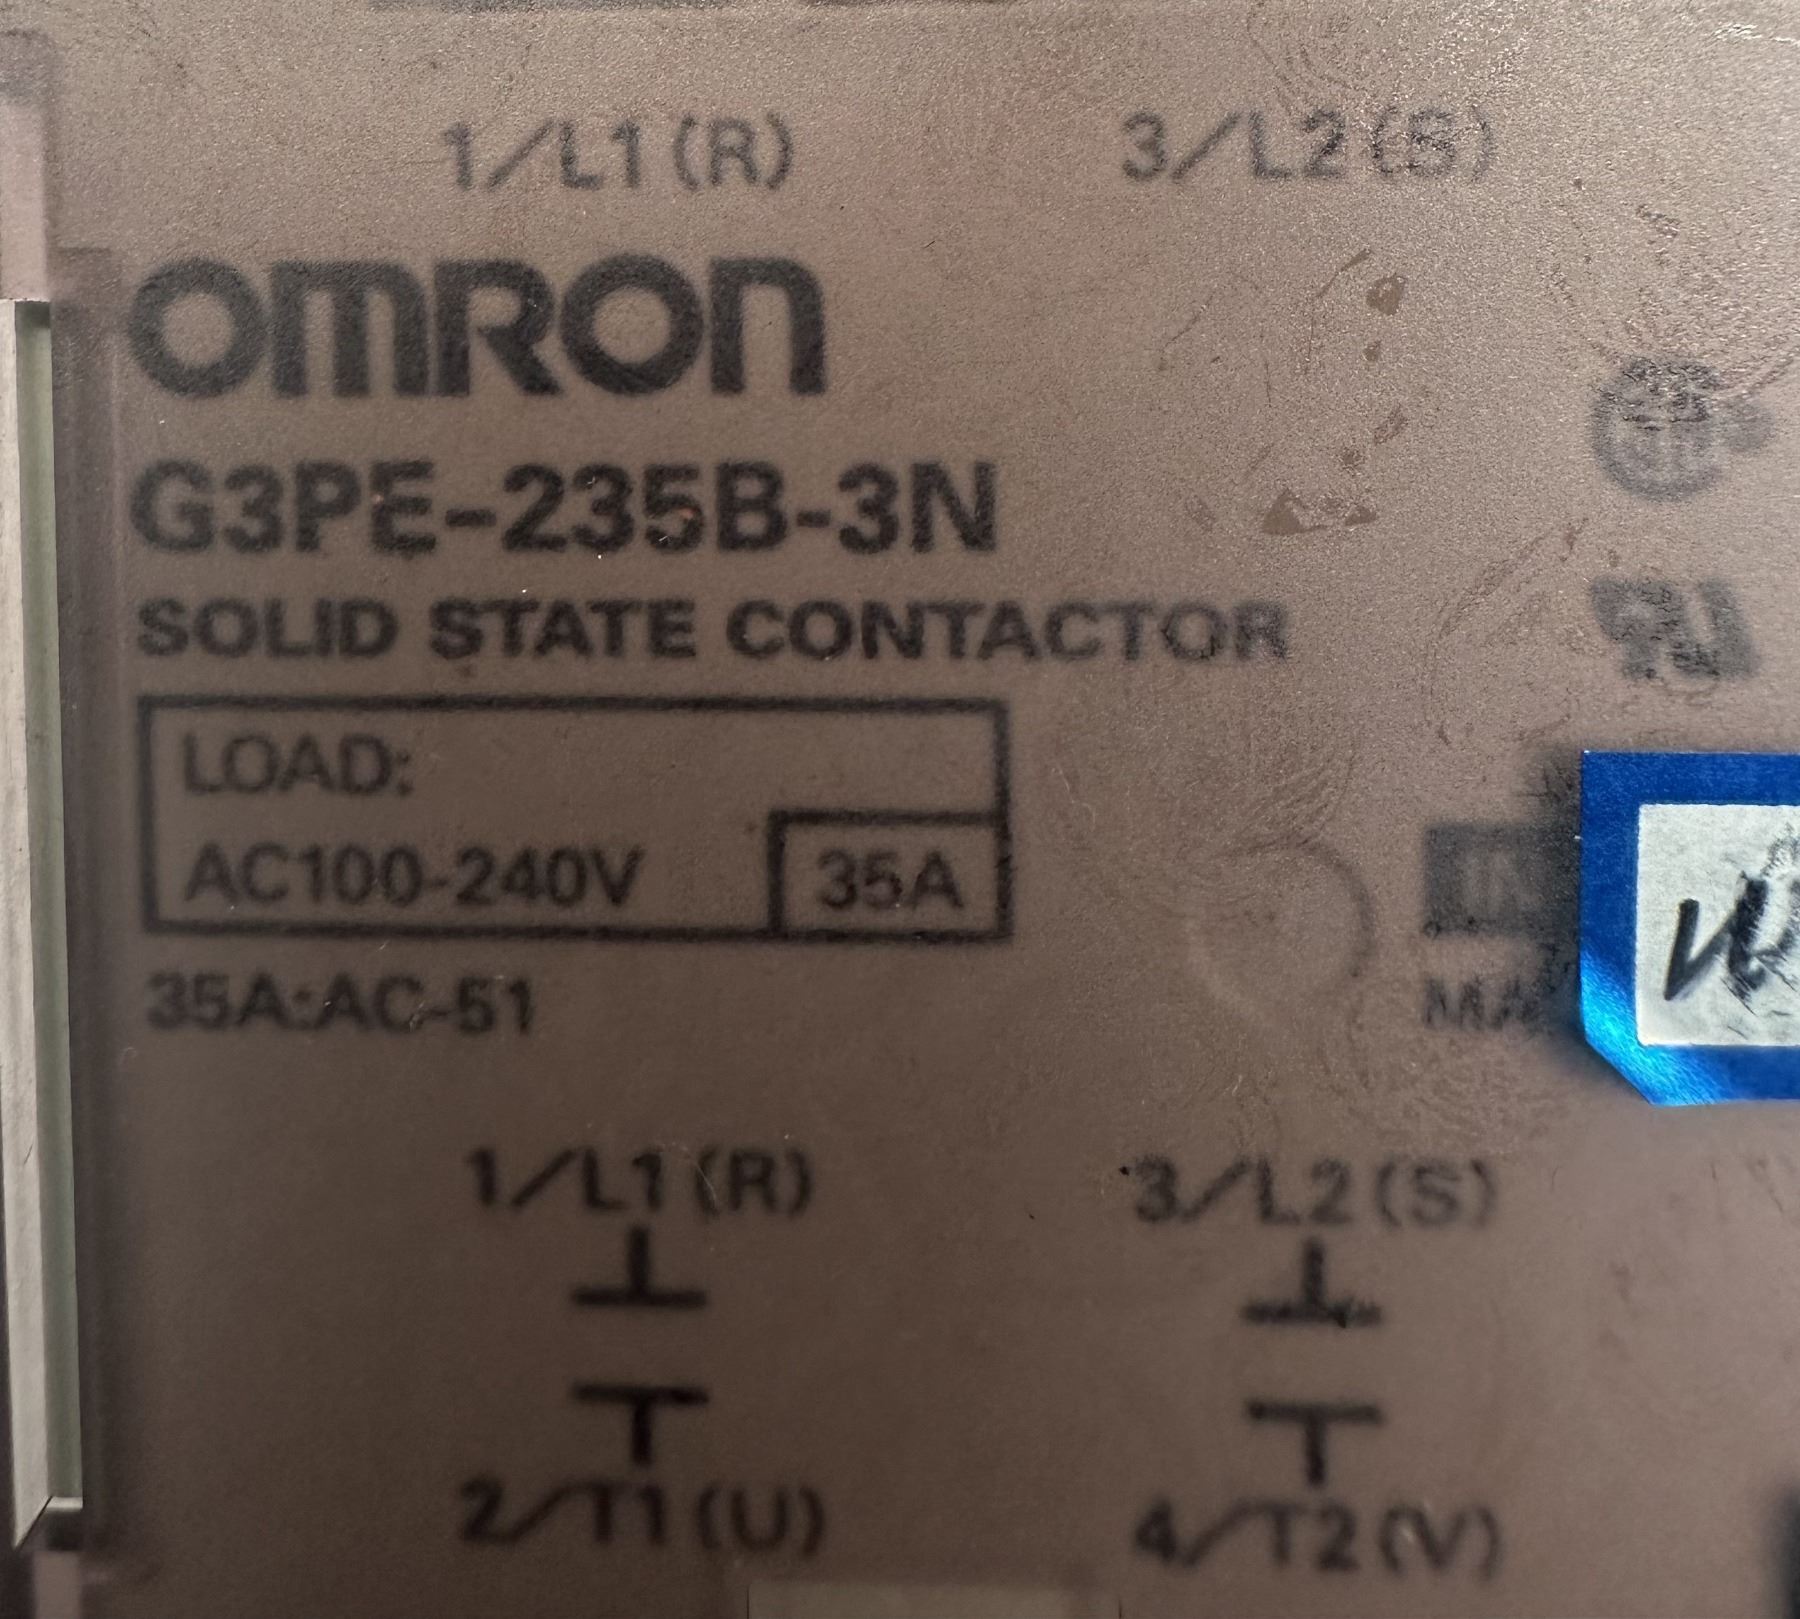 1/L1(R) 3/L2(S)
omron
G3PE-235B-3N
SOLID STATE CONTACTOR
LOAD:
AC100-240V 35A
35A:AC-51
1/L1(R) 3/L2(S)
2/T1(U) 4/T2(V)